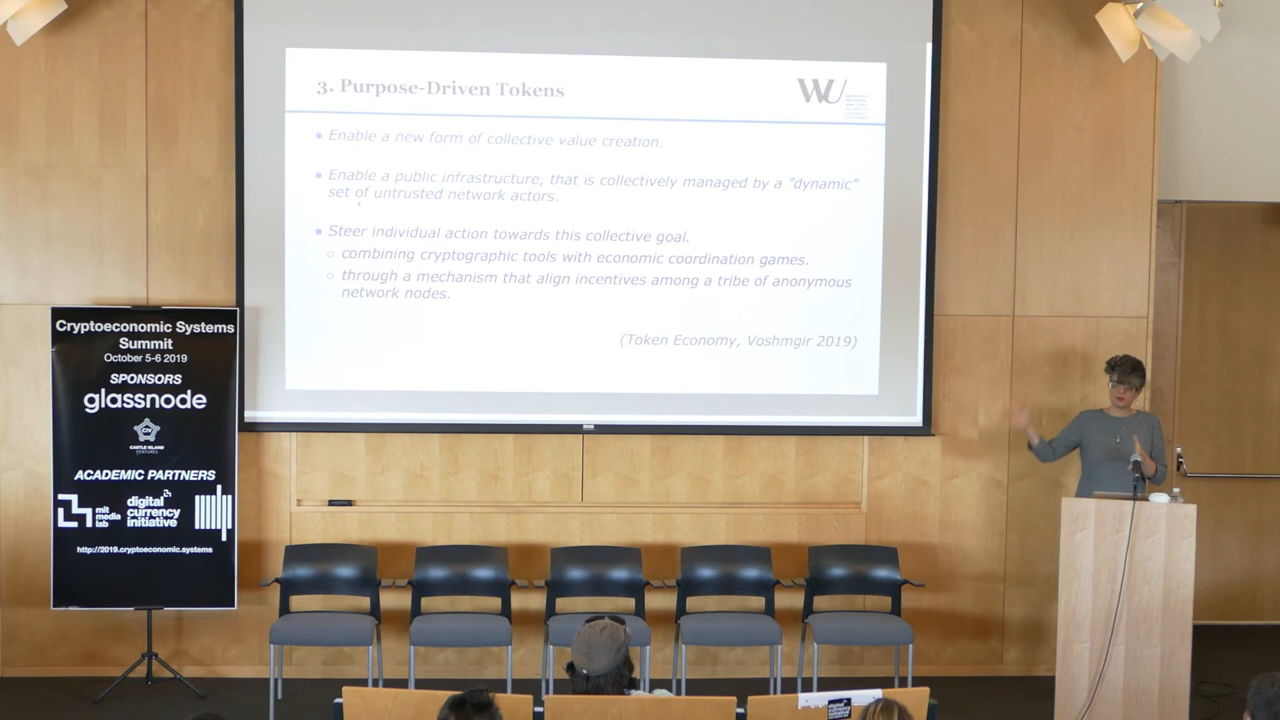 3. Purpose-Driven Tokens
WU
• Enable a new form of collective value creation.
• Enable a public infrastructure, that is collectively managed by a "dynamic"
set of untrusted network actors.
• Steer individual action towards this collective goal.
○ combining cryptographic tools with economic coordination games.
○ through a mechanism that align incentives among a tribe of anonymous
network nodes.
(Token Economy, Voshmgir 2019)
Cryptoeconomic Systems
Summit
October 5-6 2019
SPONSORS
glassnode
CIV
CASTLE ISLAND
VENTURES
ACADEMIC PARTNERS
mit
media
lab
digital
currency
initiative
http://2019.cryptoeconomic.systems
digital
currency
initiative